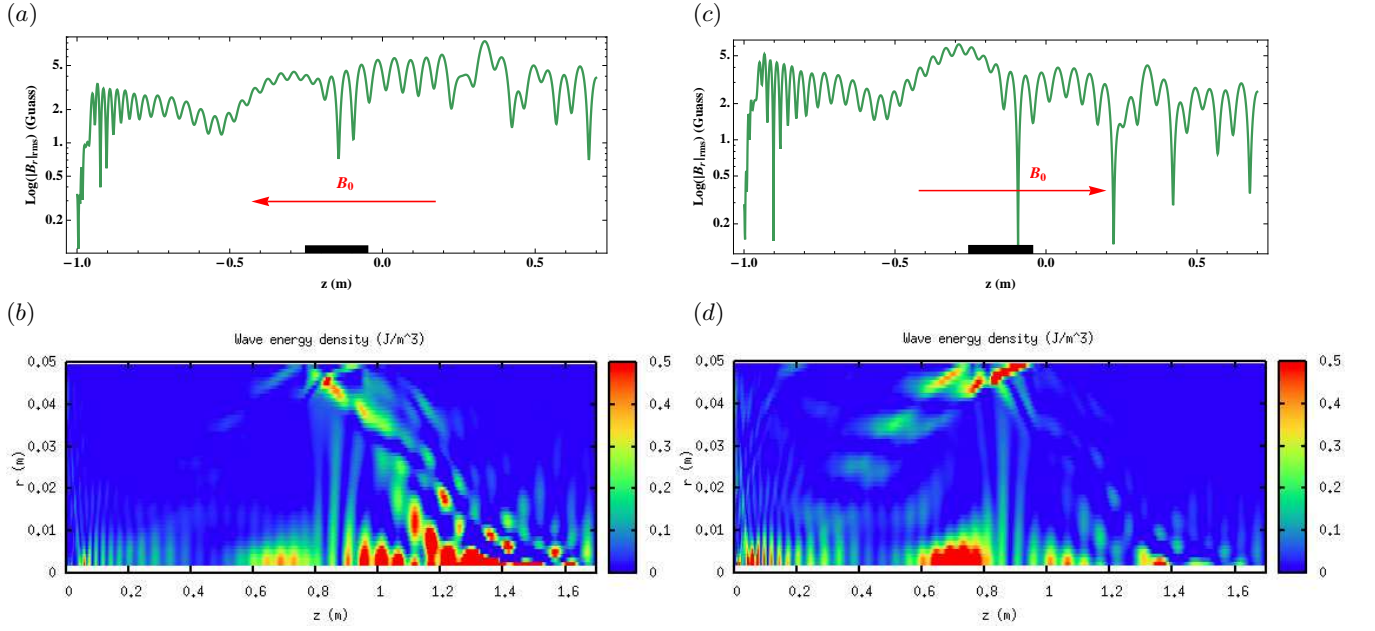 (a)
5.
2.
1.
0.5
0.2
Log(|B_r|_rms) (Guass)
B_0
−1.0 −0.5 0.0 0.5
z (m)
(c)
5.
2.
1.
0.5
0.2
Log(|B_r|_rms) (Guass)
B_0
−1.0 −0.5 0.0 0.5
z (m)
(b)
Wave energy density (J/m^3)
0.05
0.04
0.03
0.02
0.01
0
r (m)
0 0.2 0.4 0.6 0.8 1 1.2 1.4 1.6
z (m)
0.5
0.4
0.3
0.2
0.1
0
(d)
Wave energy density (J/m^3)
0.05
0.04
0.03
0.02
0.01
0
r (m)
0 0.2 0.4 0.6 0.8 1 1.2 1.4 1.6
z (m)
0.5
0.4
0.3
0.2
0.1
0